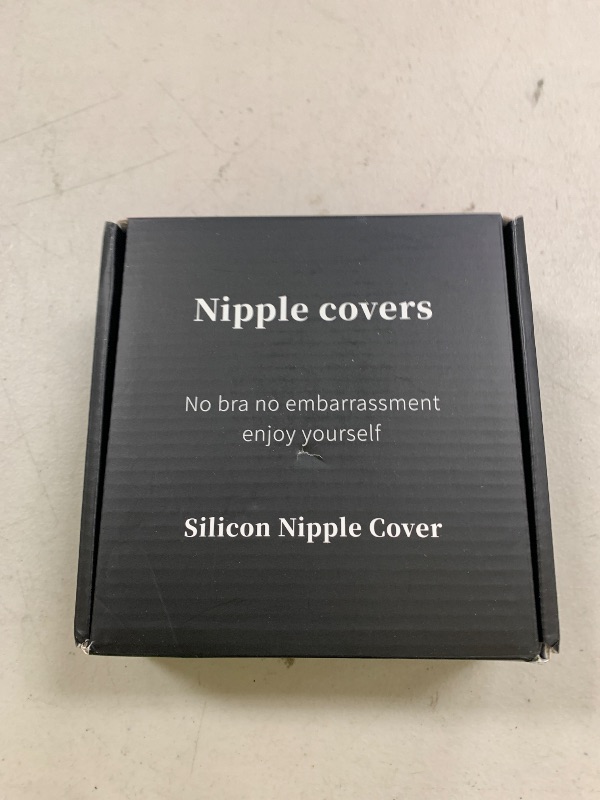 Nipple covers
No bra no embarrassment
enjoy yourself
Silicon Nipple Cover